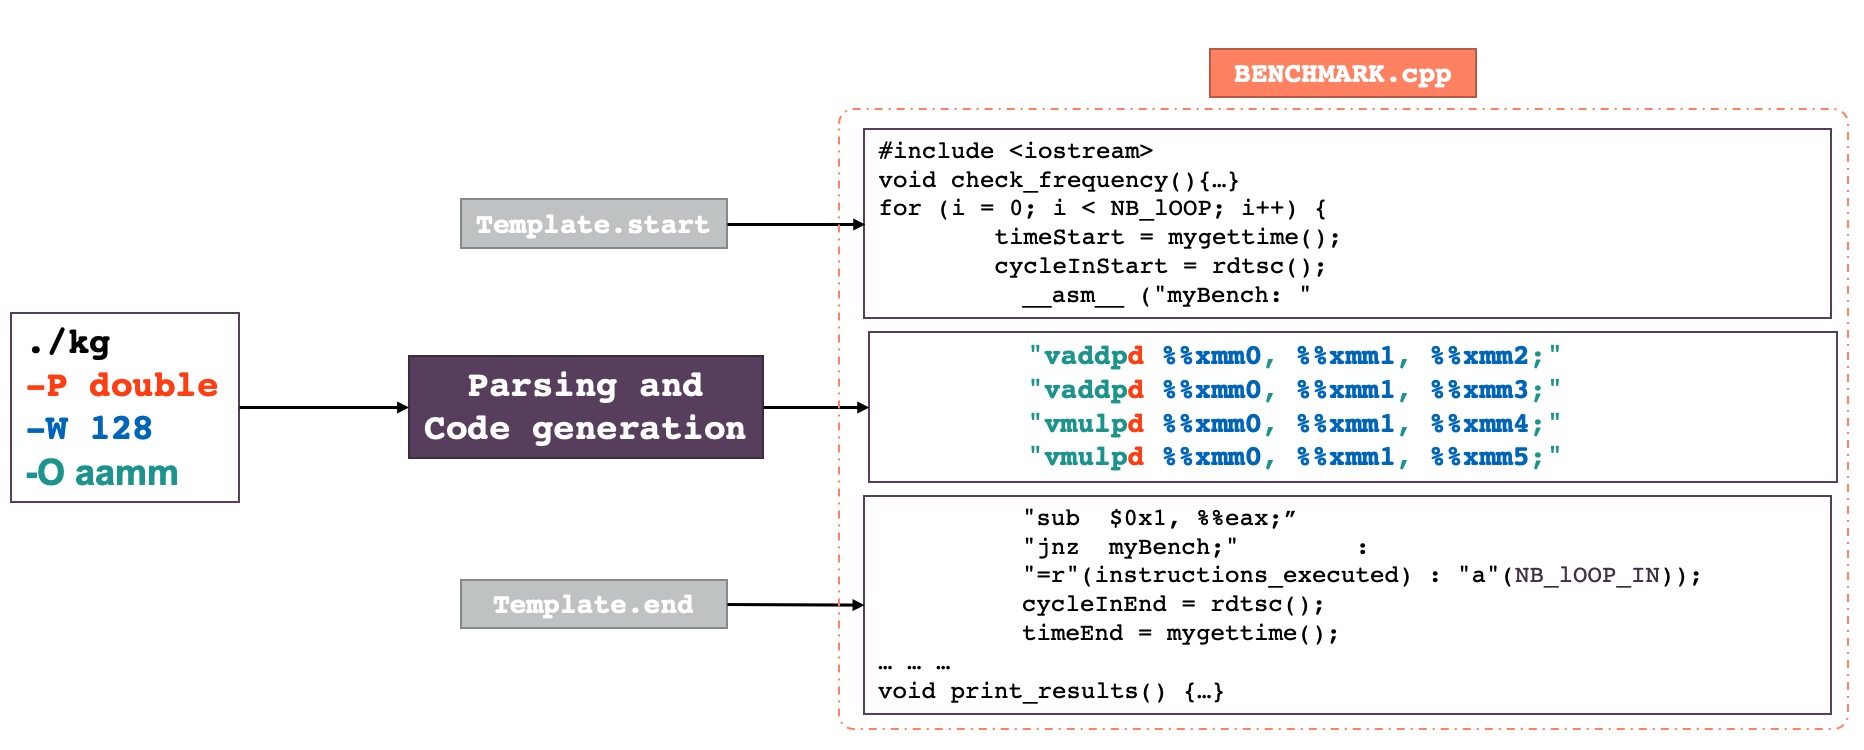 BENCHMARK.cpp
#include <iostream>
void check_frequency(){…}
for (i = 0; i < NB_lOOP; i++) {
timeStart = mygettime();
cycleInStart = rdtsc();
__asm__ ("myBench: "
Template.start
./kg
-P double
-W 128
-O aamm
Parsing and
Code generation
"vaddpd %%xmm0, %%xmm1, %%xmm2;"
"vaddpd %%xmm0, %%xmm1, %%xmm3;"
"vmulpd %%xmm0, %%xmm1, %%xmm4;"
"vmulpd %%xmm0, %%xmm1, %%xmm5;"
Template.end
"sub  $0x1, %%eax;”
"jnz  myBench;"        :
"=r"(instructions_executed) : "a"(NB_lOOP_IN));
cycleInEnd = rdtsc();
timeEnd = mygettime();
… … …
void print_results() {…}